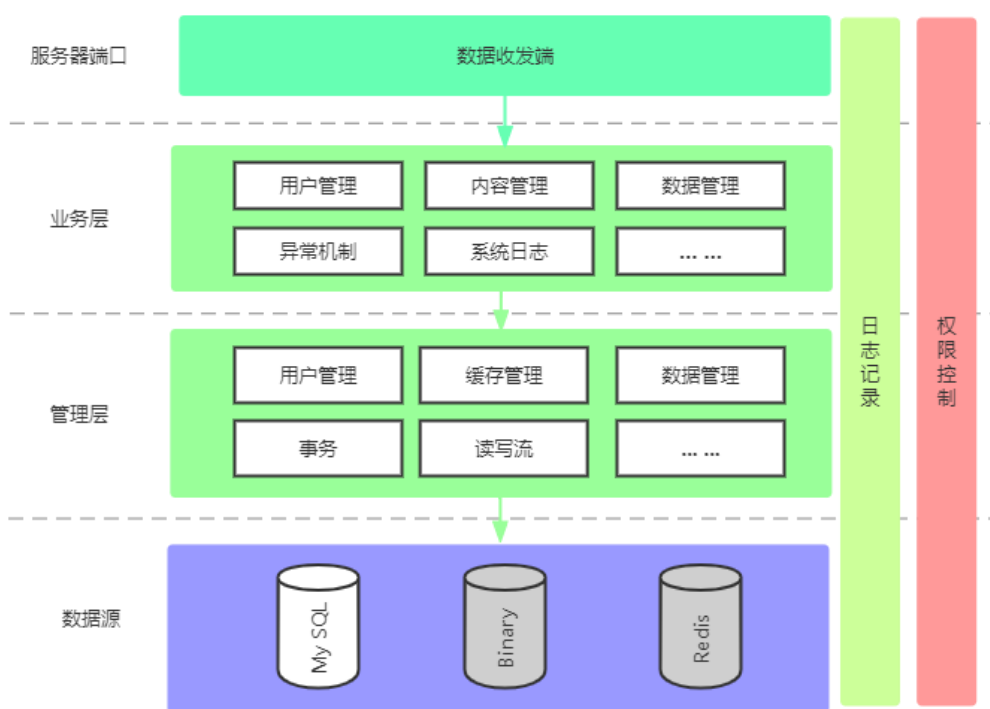 服务器端口
数据收发端
业务层
用户管理
内容管理
数据管理
异常机制
系统日志
... ...
管理层
用户管理
缓存管理
数据管理
事务
读写流
... ...
数据源
My SQL
Binary
Redis
日志记录
权限控制